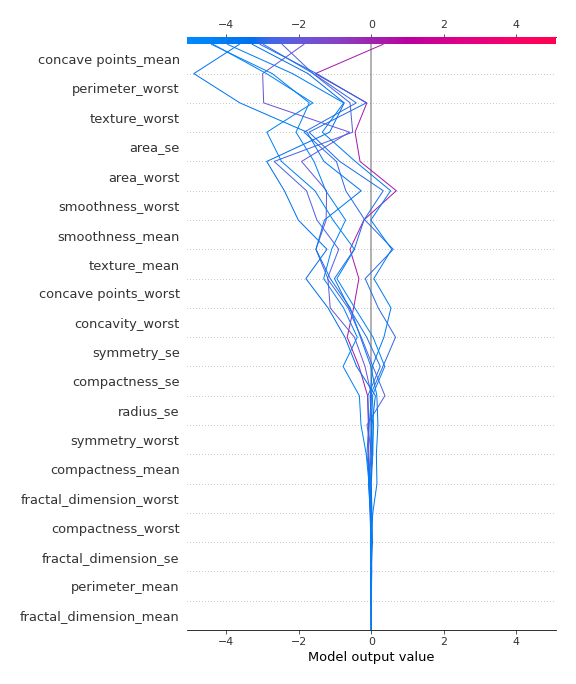 −4 −2 0 2 4
concave points_mean
perimeter_worst
texture_worst
area_se
area_worst
smoothness_worst
smoothness_mean
texture_mean
concave points_worst
concavity_worst
symmetry_se
compactness_se
radius_se
symmetry_worst
compactness_mean
fractal_dimension_worst
compactness_worst
fractal_dimension_se
perimeter_mean
fractal_dimension_mean
−4 −2 0 2 4
Model output value